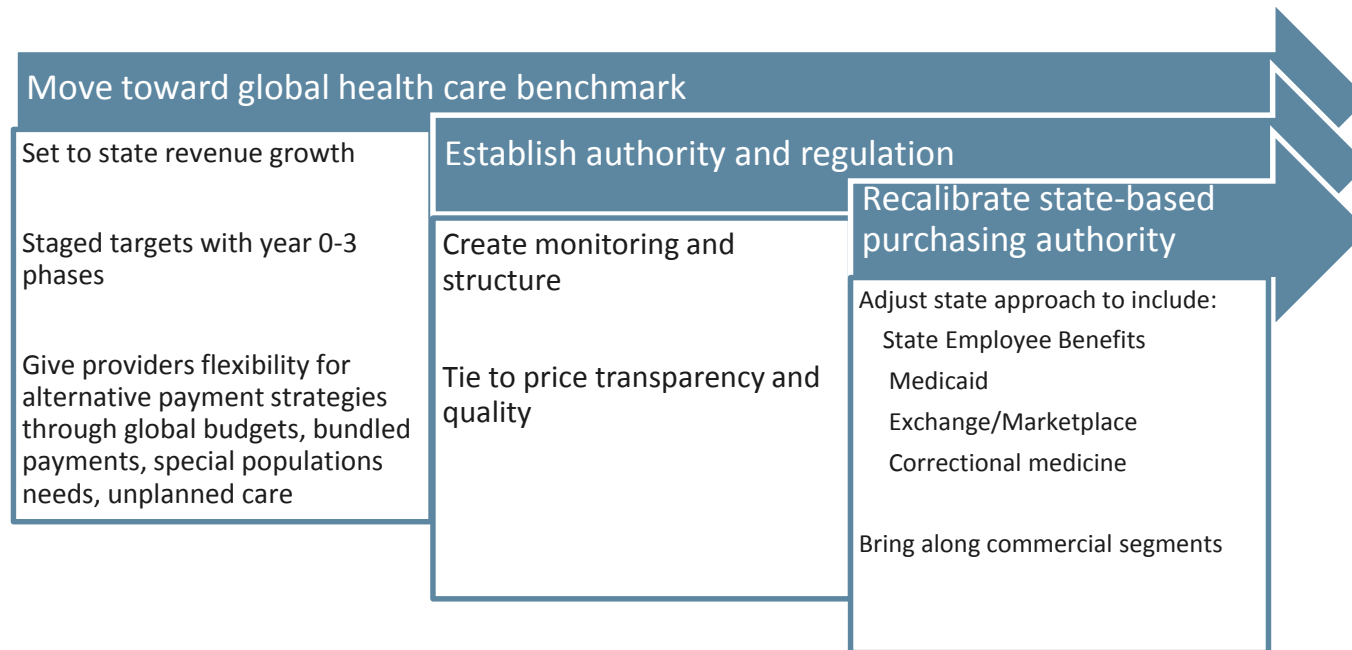 Move toward global health care benchmark
Set to state revenue growth
Staged targets with year 0-3
phases
Give providers flexibility for
alternative payment strategies
through global budgets, bundled
payments, special populations
needs, unplanned care
Establish authority and regulation
Create monitoring and
structure
Tie to price transparency and
quality
Recalibrate state-based
purchasing authority
Adjust state approach to include:
State Employee Benefits
Medicaid
Exchange/Marketplace
Correctional medicine
Bring along commercial segments